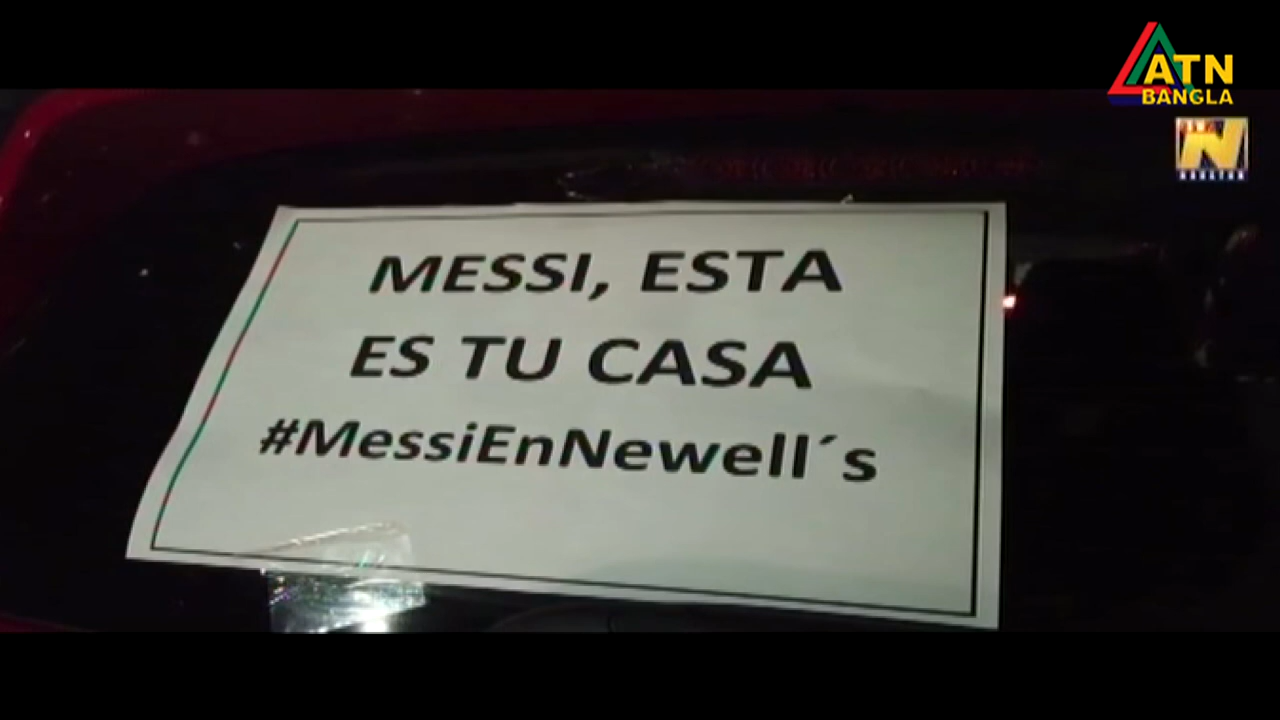 ATN
BANGLA
N
MESSI, ESTA
ES TU CASA
#MessiEnNewell´s